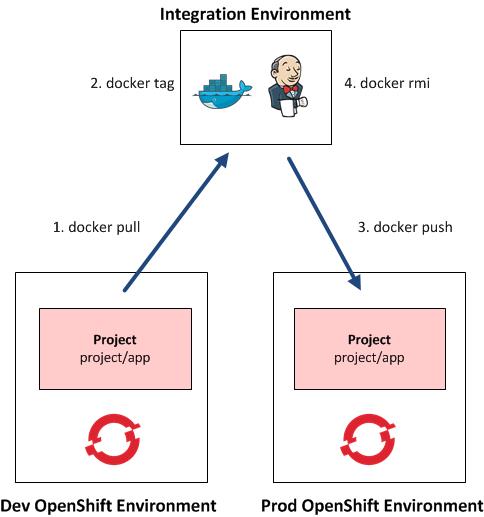 Integration Environment
2. docker tag
4. docker rmi
1. docker pull
3. docker push
Project
project/app
Project
project/app
Dev OpenShift Environment
Prod OpenShift Environment